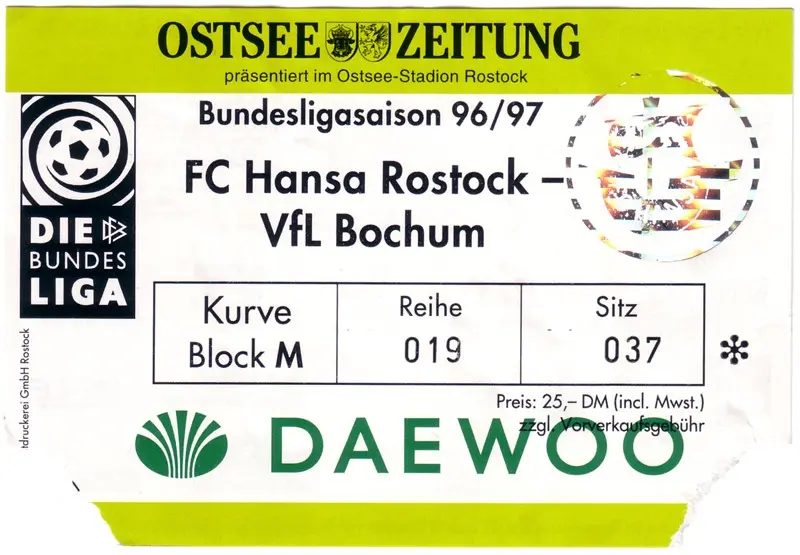 OSTSEE ZEITUNG
präsentiert im Ostsee-Stadion Rostock
Bundesligasaison 96/97
FC Hansa Rostock –
VfL Bochum
DIE DFB
BUNDES
LIGA
Kurve
Block M
Reihe
019
Sitz
037
*
Preis: 25,– DM (incl. Mwst.)
zzgl. Vorverkaufsgebühr
DAEWOO
tdruckerei GmbH Rostock